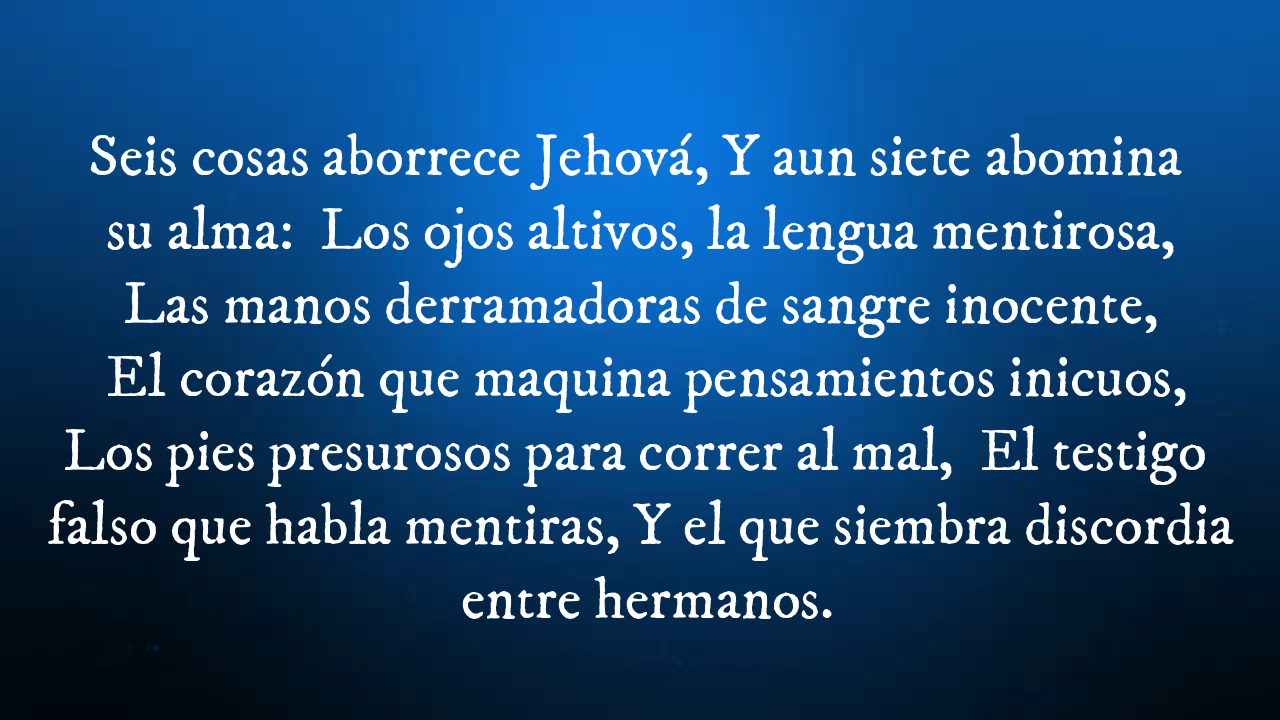 Seis cosas aborrece Jehová, Y aun siete abomina
su alma: Los ojos altivos, la lengua mentirosa,
Las manos derramadoras de sangre inocente,
El corazón que maquina pensamientos inicuos,
Los pies presurosos para correr al mal, El testigo
falso que habla mentiras, Y el que siembra discordia
entre hermanos.